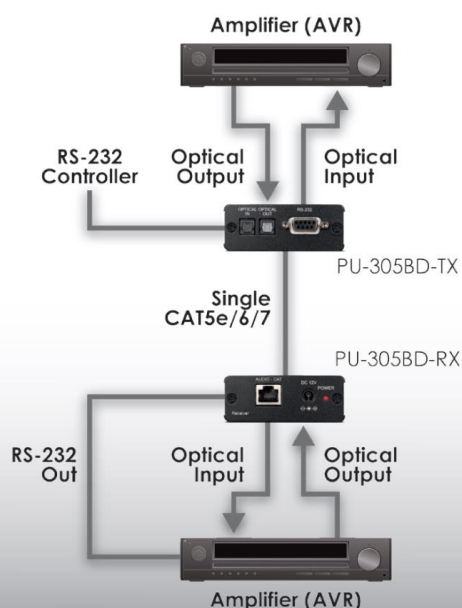 Amplifier (AVR)
RS-232
Controller
Optical
Output
Optical
Input
OPTICAL
IN
OPTICAL
OUT
RS-232
PU-305BD-TX
Single
CAT5e/6/7
PU-305BD-RX
AUDIO - CAT
DC 12V
POWER
Receiver
RS-232
Out
Optical
Input
Optical
Output
Amplifier (AVR)